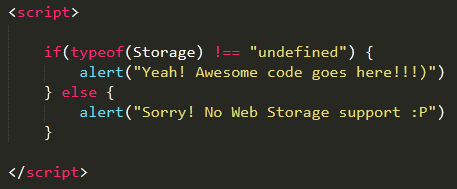 <script>
if(typeof(Storage) !== "undefined") {
alert("Yeah! Awesome code goes here!!!)")
} else {
alert("Sorry! No Web Storage support :P")
}
</script>